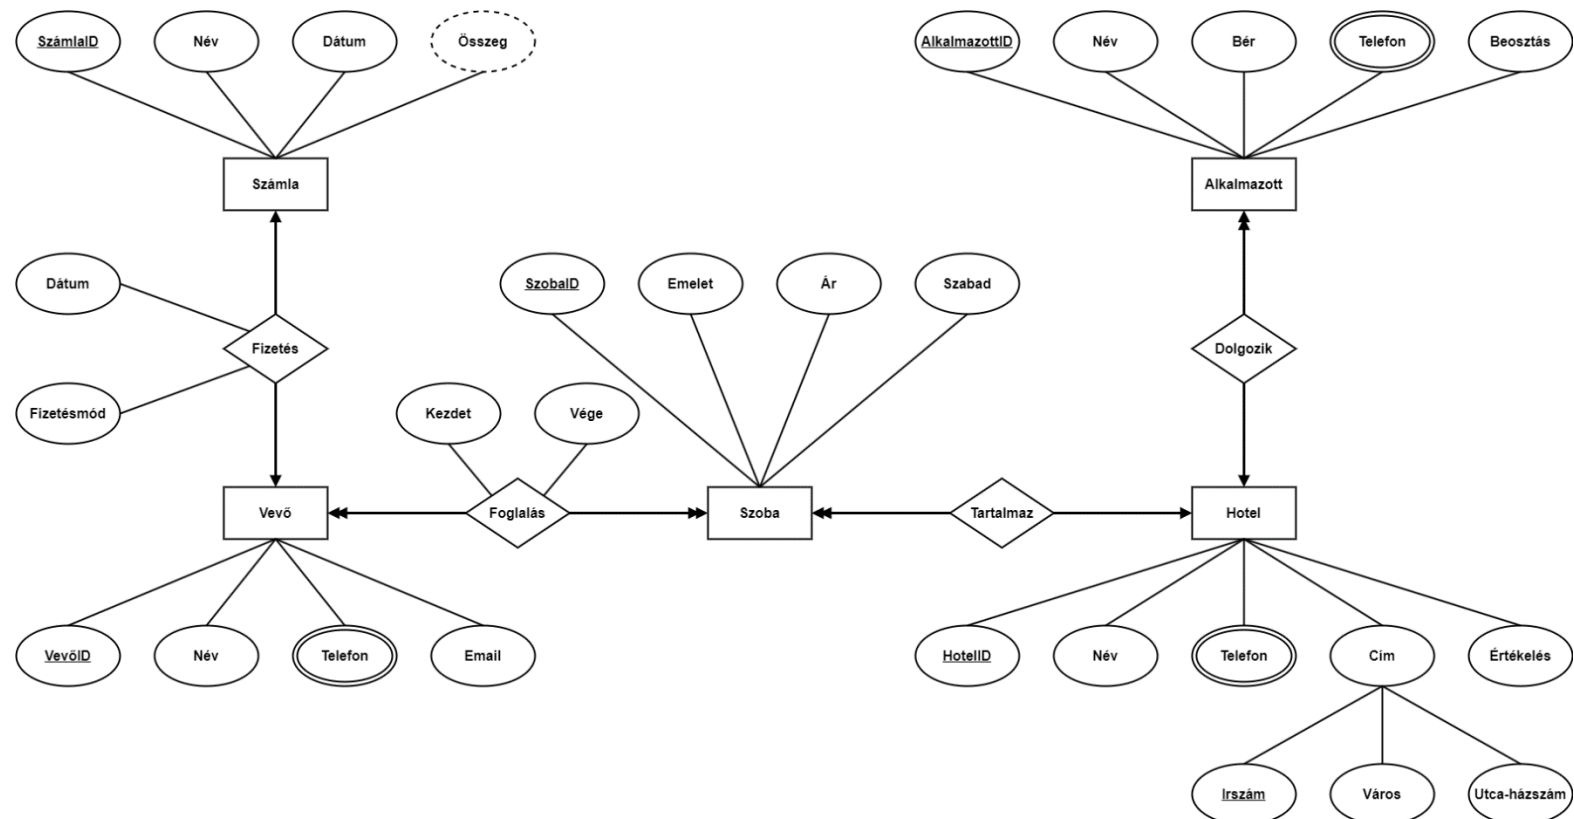 SzámlaID
Név
Dátum
Összeg
AlkalmazottID
Név
Bér
Telefon
Beosztás
Számla
Alkalmazott
Dátum
SzobaID
Emelet
Ár
Szabad
Fizetés
Dolgozik
Fizetésmód
Kezdet
Vége
Vevő
Foglalás
Szoba
Tartalmaz
Hotel
VevőID
Név
Telefon
Email
HotelID
Név
Telefon
Cím
Értékelés
Irszám
Város
Utca-házszám